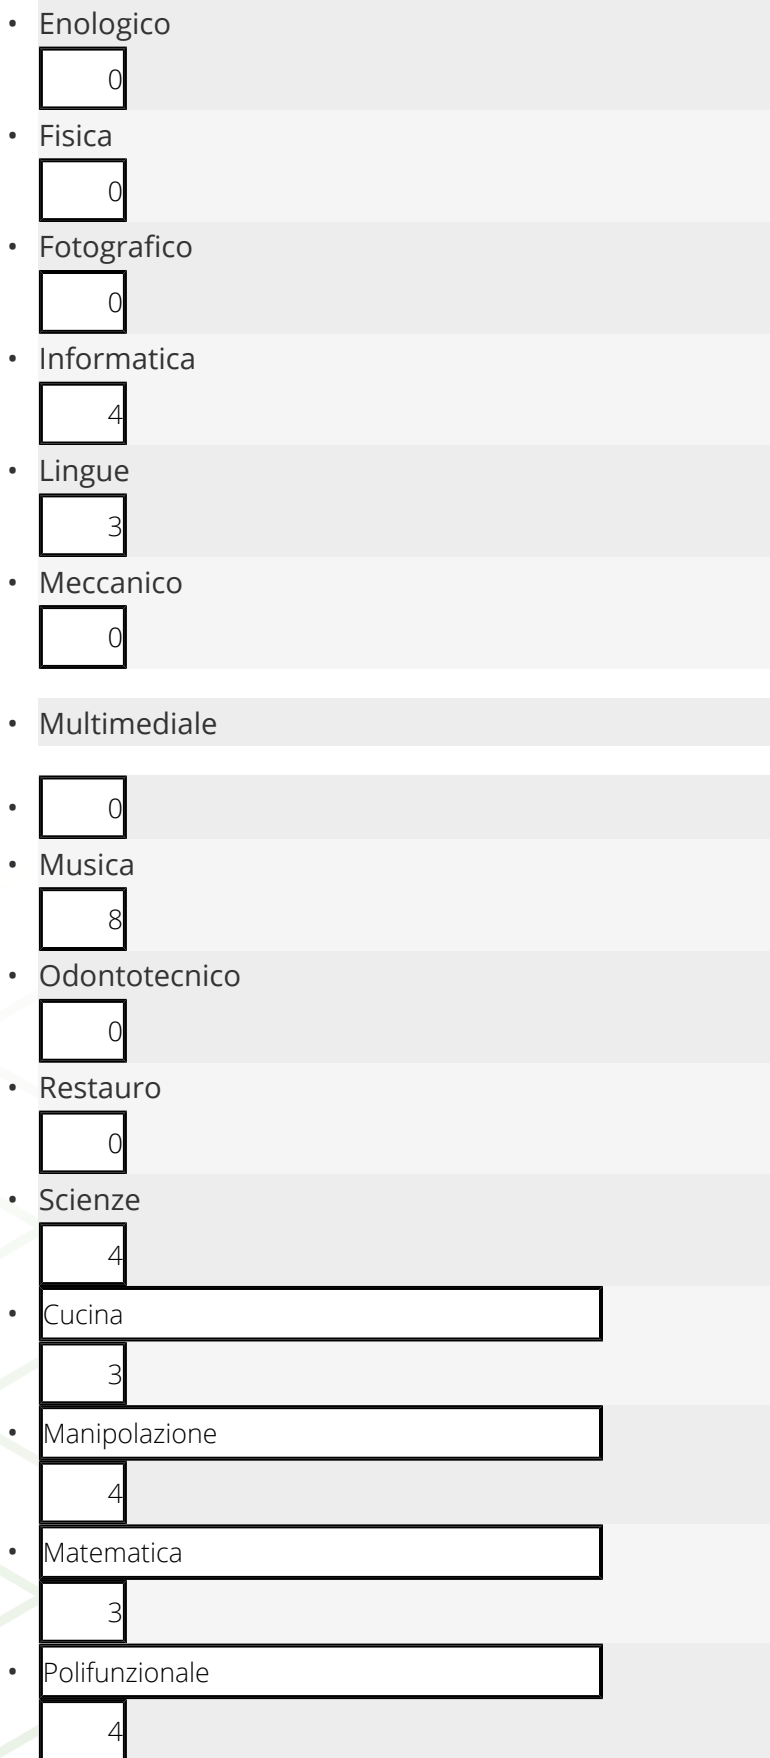 • Enologico
0
• Fisica
0
• Fotografico
0
• Informatica
4
• Lingue
3
• Meccanico
0
• Multimediale
• 0
• Musica
8
• Odontotecnico
0
• Restauro
0
• Scienze
4
• Cucina
3
• Manipolazione
4
• Matematica
3
• Polifunzionale
4